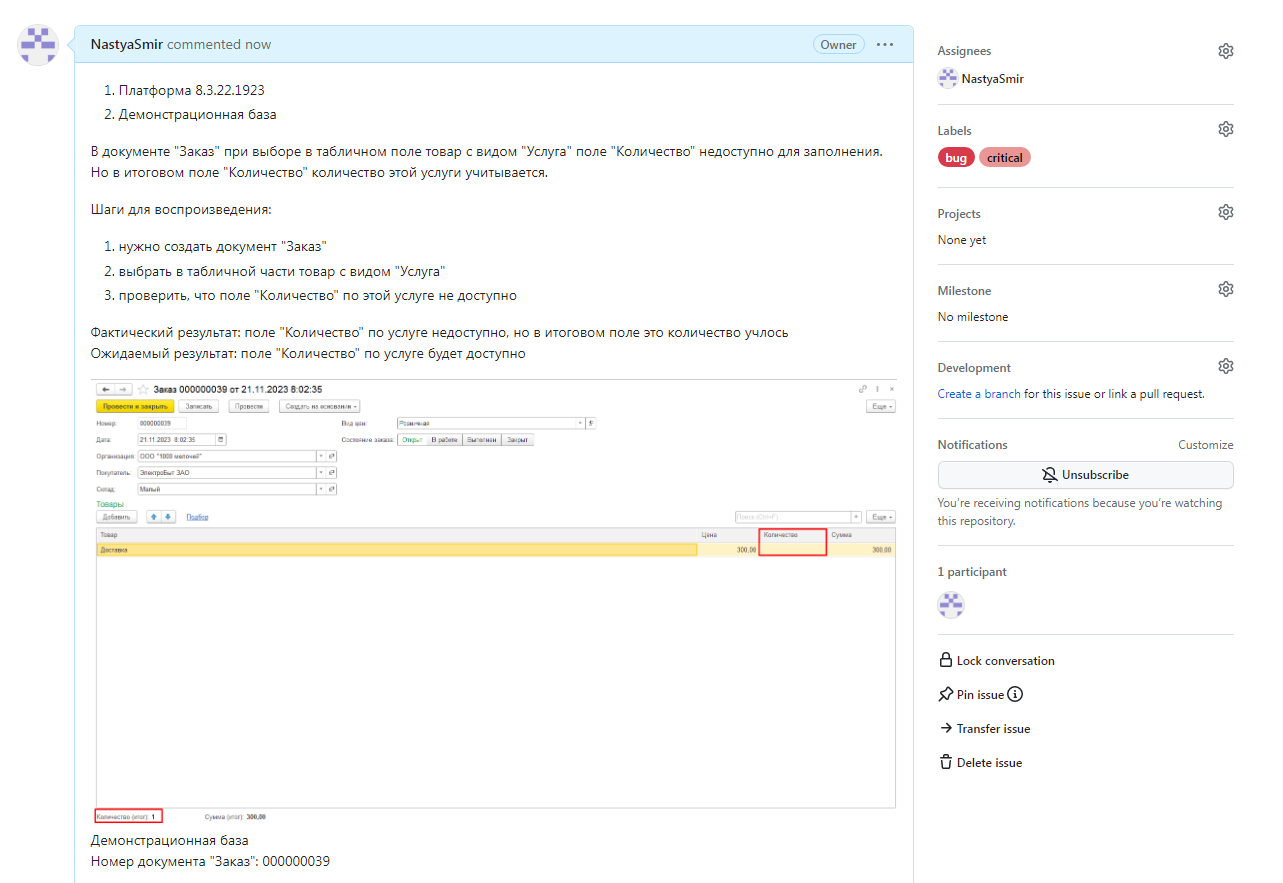 NastyaSmir commented now
Owner
1. Платформа 8.3.22.1923
2. Демонстрационная база
В документе "Заказ" при выборе в табличном поле товар с видом "Услуга" поле "Количество" недоступно для заполнения.
Но в итоговом поле "Количество" количество этой услуги учитывается.
Шаги для воспроизведения:
1. нужно создать документ "Заказ"
2. выбрать в табличной части товар с видом "Услуга"
3. проверить, что поле "Количество" по этой услуге не доступно
Фактический результат: поле "Количество" по услуге недоступно, но в итоговом поле это количество учлось
Ожидаемый результат: поле "Количество" по услуге будет доступно
Заказ 000000039 от 21.11.2023 8:02:35
Провести и закрыть Записать Провести Создать на основании Еще
Номер: 000000039 Вид цен: Розничная
Дата: 21.11.2023 8:02:35 Состояние заказа: Открыт В работе Выполнен Закрыт
Организация: ООО "1000 мелочей"
Покупатель: ЭлектроБыт ЗАО
Склад: Малый
Товары
Добавить Подбор Поиск (Ctrl+F) Еще
Товар Цена Количество Сумма
Доставка 300,00 300,00
Количество (итог): 1 Сумма (итог): 300,00
Демонстрационная база
Номер документа "Заказ": 000000039
Assignees
NastyaSmir
Labels
bug critical
Projects
None yet
Milestone
No milestone
Development
Create a branch for this issue or link a pull request.
Notifications Customize
Unsubscribe
You're receiving notifications because you're watching
this repository.
1 participant
Lock conversation
Pin issue
Transfer issue
Delete issue